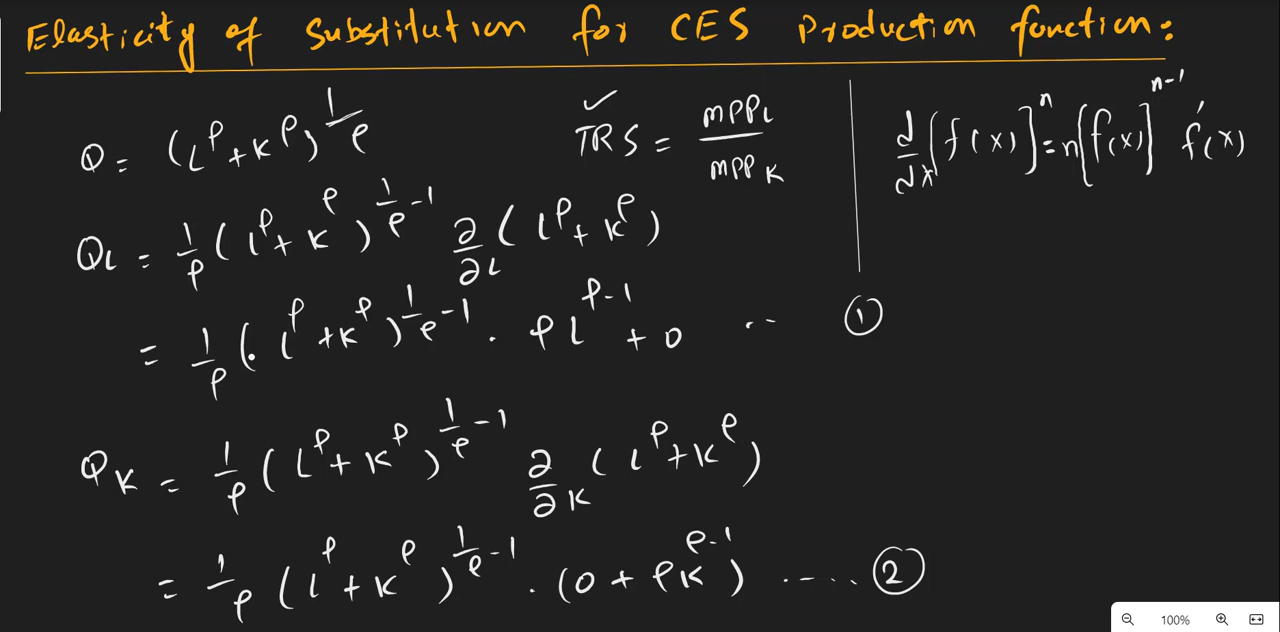 Elasticity of Substitution for CES Production function:
Q = (L^ρ + K^ρ)^{1/ρ}
✓
TRS = MPP_L / MPP_K
d/dx [f(x)]^n = n[f(x)]^{n-1} f'(x)
Q_L = 1/ρ (L^ρ + K^ρ)^{1/ρ - 1} ∂/∂L (L^ρ + K^ρ)
= 1/ρ (. L^ρ + K^ρ)^{1/ρ - 1} . ρL^{ρ-1} + 0 .. ①
Q_K = 1/ρ (L^ρ + K^ρ)^{1/ρ - 1} ∂/∂K (L^ρ + K^ρ)
= 1/ρ (L^ρ + K^ρ)^{1/ρ - 1} . (0 + ρK^{ρ-1}) ..... ②
100%